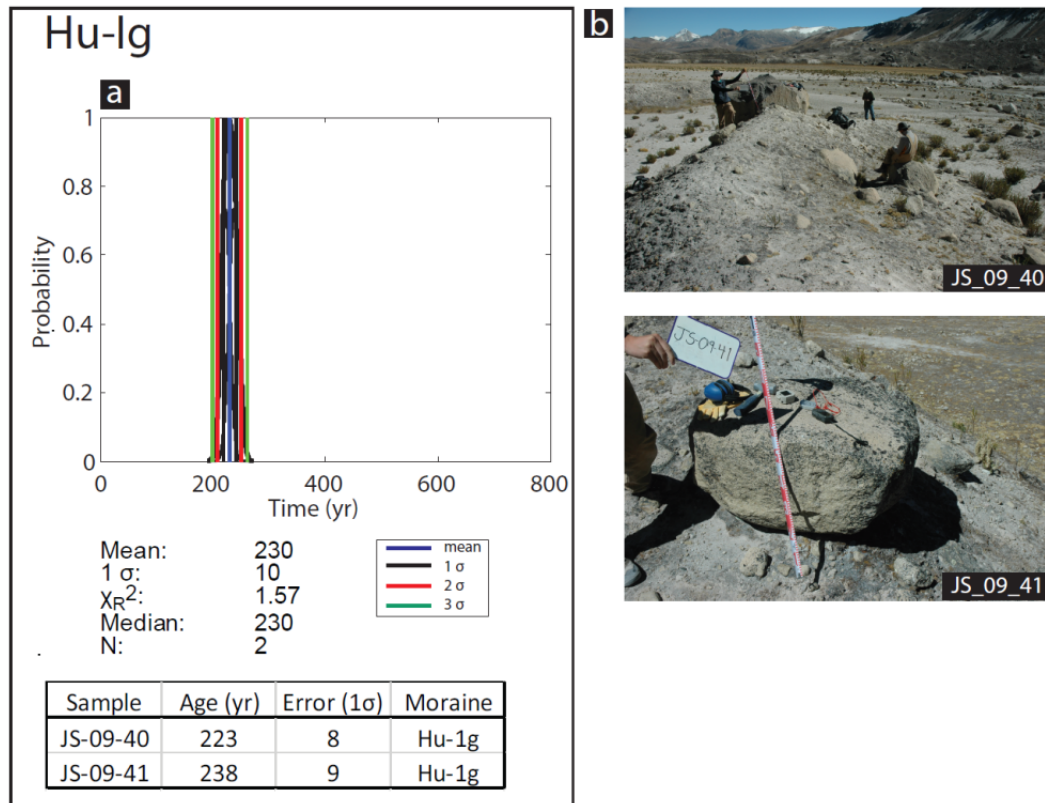 Hu-Ig
a
1
0.8
0.6
0.4
0.2
0
Probability
0 200 400 600 800
Time (yr)
Mean: 230
1 σ: 10
χR2: 1.57
Median: 230
N: 2
mean
1 σ
2 σ
3 σ
Sample Age (yr) Error (1σ) Moraine
JS-09-40 223 8 Hu-1g
JS-09-41 238 9 Hu-1g
b
JS_09_40
JS-09-41
JS_09_41